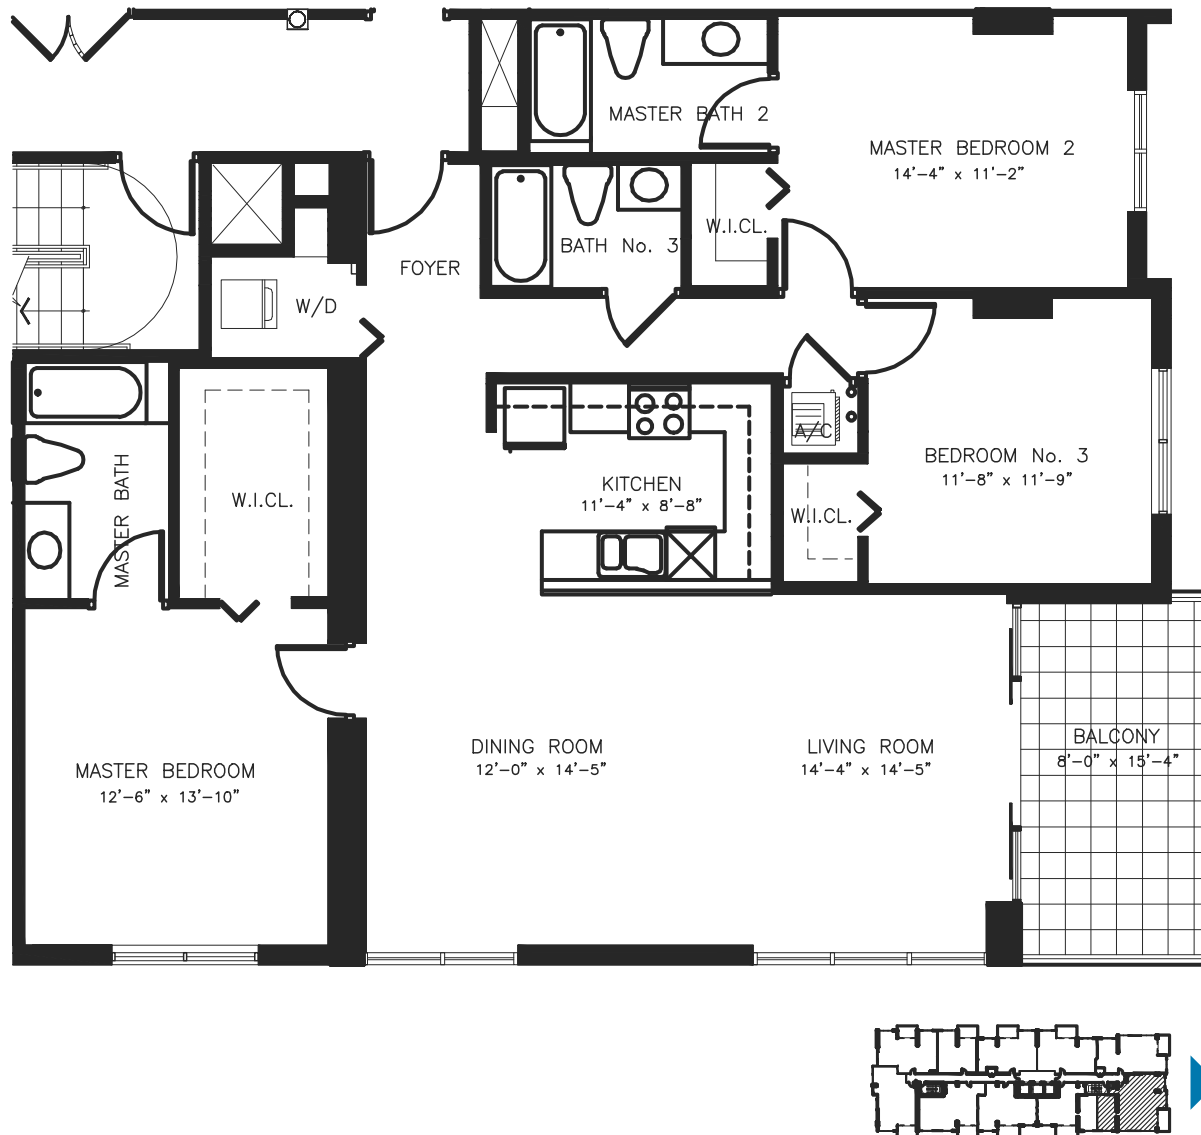 MASTER BATH 2
MASTER BEDROOM 2
14'-4" x 11'-2"
W.I.CL.
BATH No. 3
FOYER
W/D
A/C
BEDROOM No. 3
11'-8" x 11'-9"
KITCHEN
11'-4" x 8'-8"
W.I.CL.
W.I.CL.
MASTER BATH
DINING ROOM
12'-0" x 14'-5"
LIVING ROOM
14'-4" x 14'-5"
BALCONY
8'-0" x 15'-4"
MASTER BEDROOM
12'-6" x 13'-10"